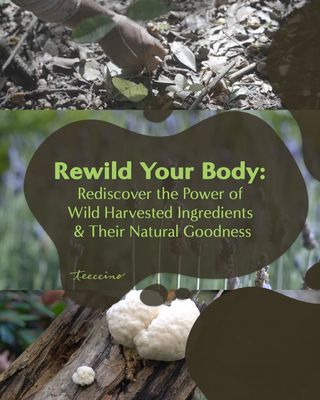 Rewild Your Body:
Rediscover the Power of
Wild Harvested Ingredients
& Their Natural Goodness
teeccino